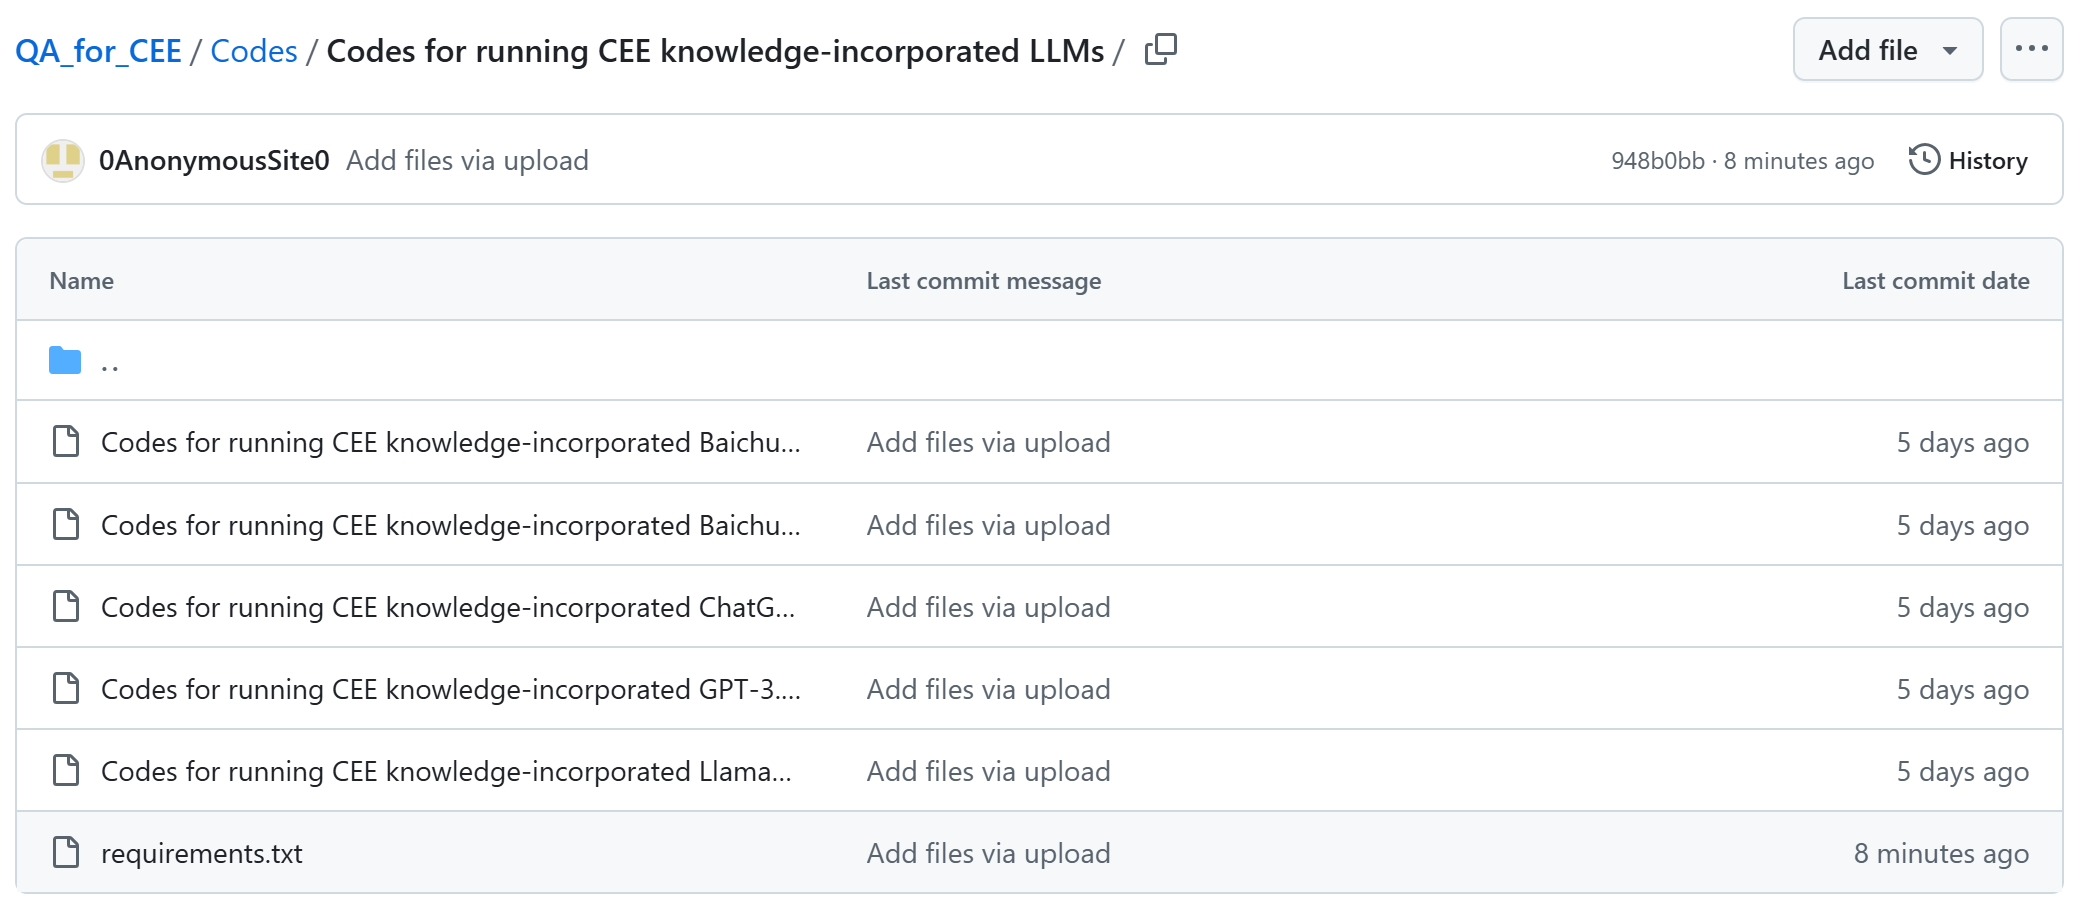 QA_for_CEE / Codes / Codes for running CEE knowledge-incorporated LLMs /
Add file
0AnonymousSite0 Add files via upload
948b0bb · 8 minutes ago
History
Name Last commit message Last commit date
..
Codes for running CEE knowledge-incorporated Baichu... Add files via upload 5 days ago
Codes for running CEE knowledge-incorporated Baichu... Add files via upload 5 days ago
Codes for running CEE knowledge-incorporated ChatG... Add files via upload 5 days ago
Codes for running CEE knowledge-incorporated GPT-3.... Add files via upload 5 days ago
Codes for running CEE knowledge-incorporated Llama... Add files via upload 5 days ago
requirements.txt Add files via upload 8 minutes ago